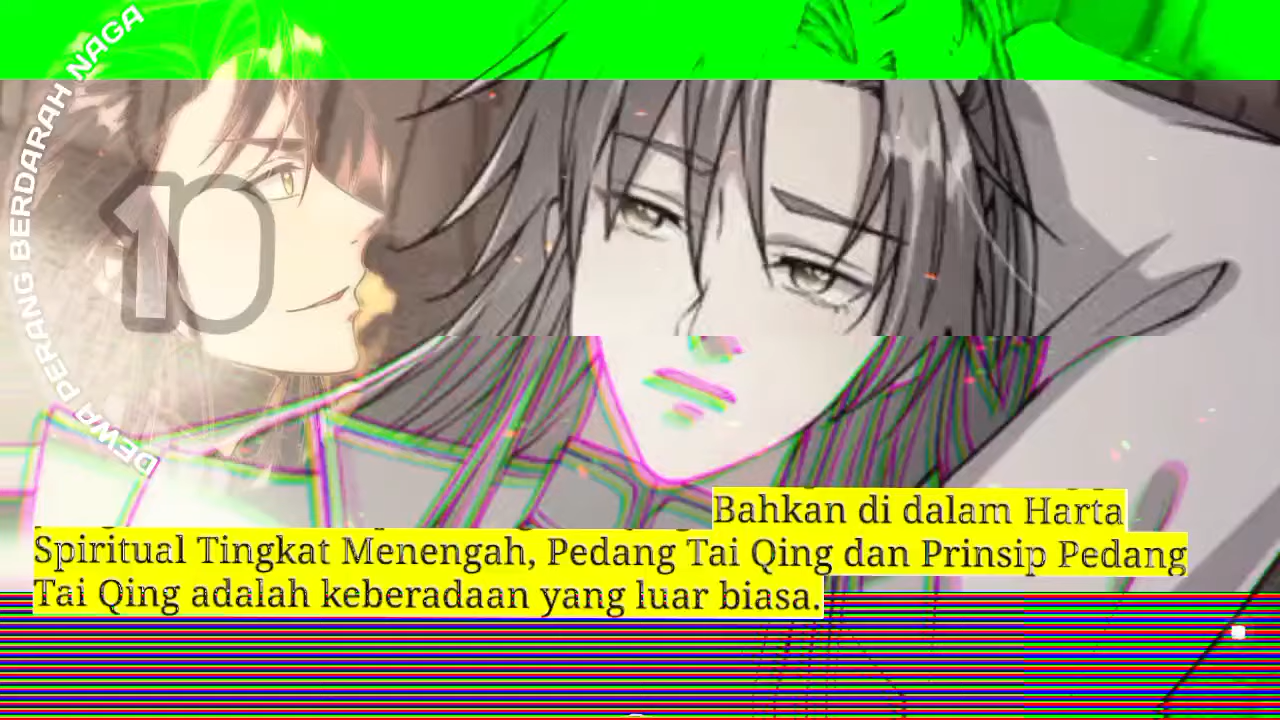 DEWA PERANG BERDARAH NAGA
10
Bahkan di dalam Harta
Spiritual Tingkat Menengah, Pedang Tai Qing dan Prinsip Pedang
Tai Qing adalah keberadaan yang luar biasa.